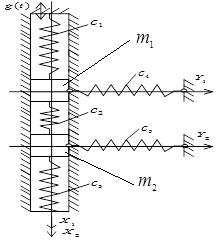 s(t)
c₁
m₁
c₄
Y₁
c₂
c₅
Y₂
c₃
m₂
x₁
x₂